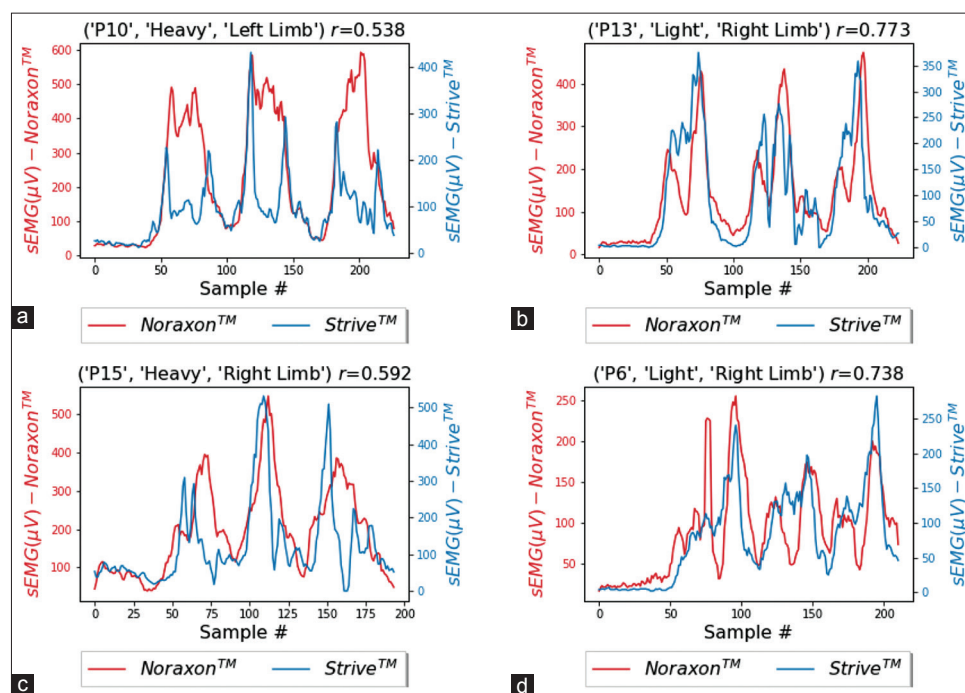 ('P10', 'Heavy', 'Left Limb') r=0.538
600
500
400
300
200
100
0
sEMG(μV) − Noraxon™
400
300
200
100
0
sEMG(μV) − Strive™
0 50 100 150 200
Sample #
a
Noraxon™ Strive™
('P13', 'Light', 'Right Limb') r=0.773
400
300
200
100
0
sEMG(μV) − Noraxon™
350
300
250
200
150
100
50
0
sEMG(μV) − Strive™
0 50 100 150 200
Sample #
b
Noraxon™ Strive™
('P15', 'Heavy', 'Right Limb') r=0.592
500
400
300
200
100
sEMG(μV) − Noraxon™
500
400
300
200
100
0
sEMG(μV) − Strive™
0 25 50 75 100 125 150 175 200
Sample #
c
Noraxon™ Strive™
('P6', 'Light', 'Right Limb') r=0.738
250
200
150
100
50
sEMG(μV) − Noraxon™
250
200
150
100
50
0
sEMG(μV) − Strive™
0 50 100 150 200
Sample #
d
Noraxon™ Strive™